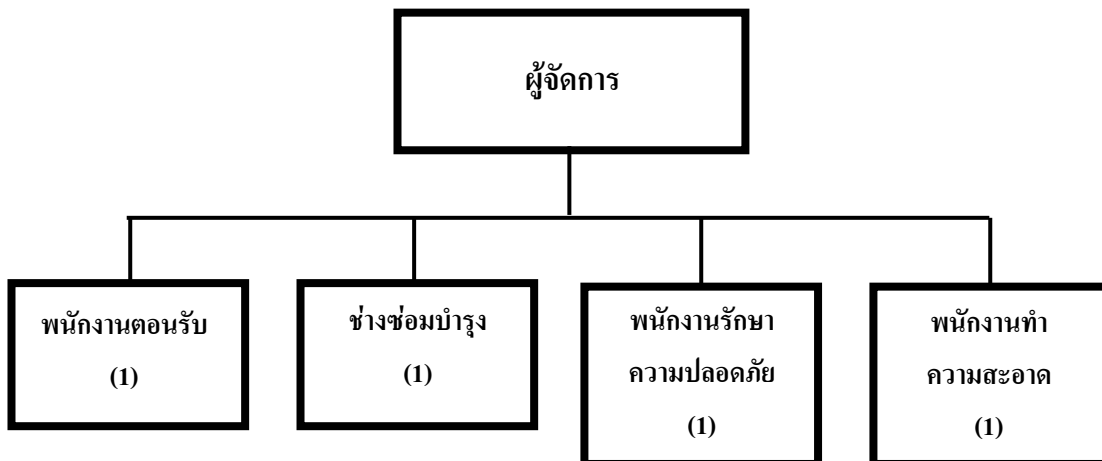 ผู้จัดการ
พนักงานตอนรับ
(1)
ช่างซ่อมบำรุง
(1)
พนักงานรักษา
ความปลอดภัย
(1)
พนักงานทำ
ความสะอาด
(1)